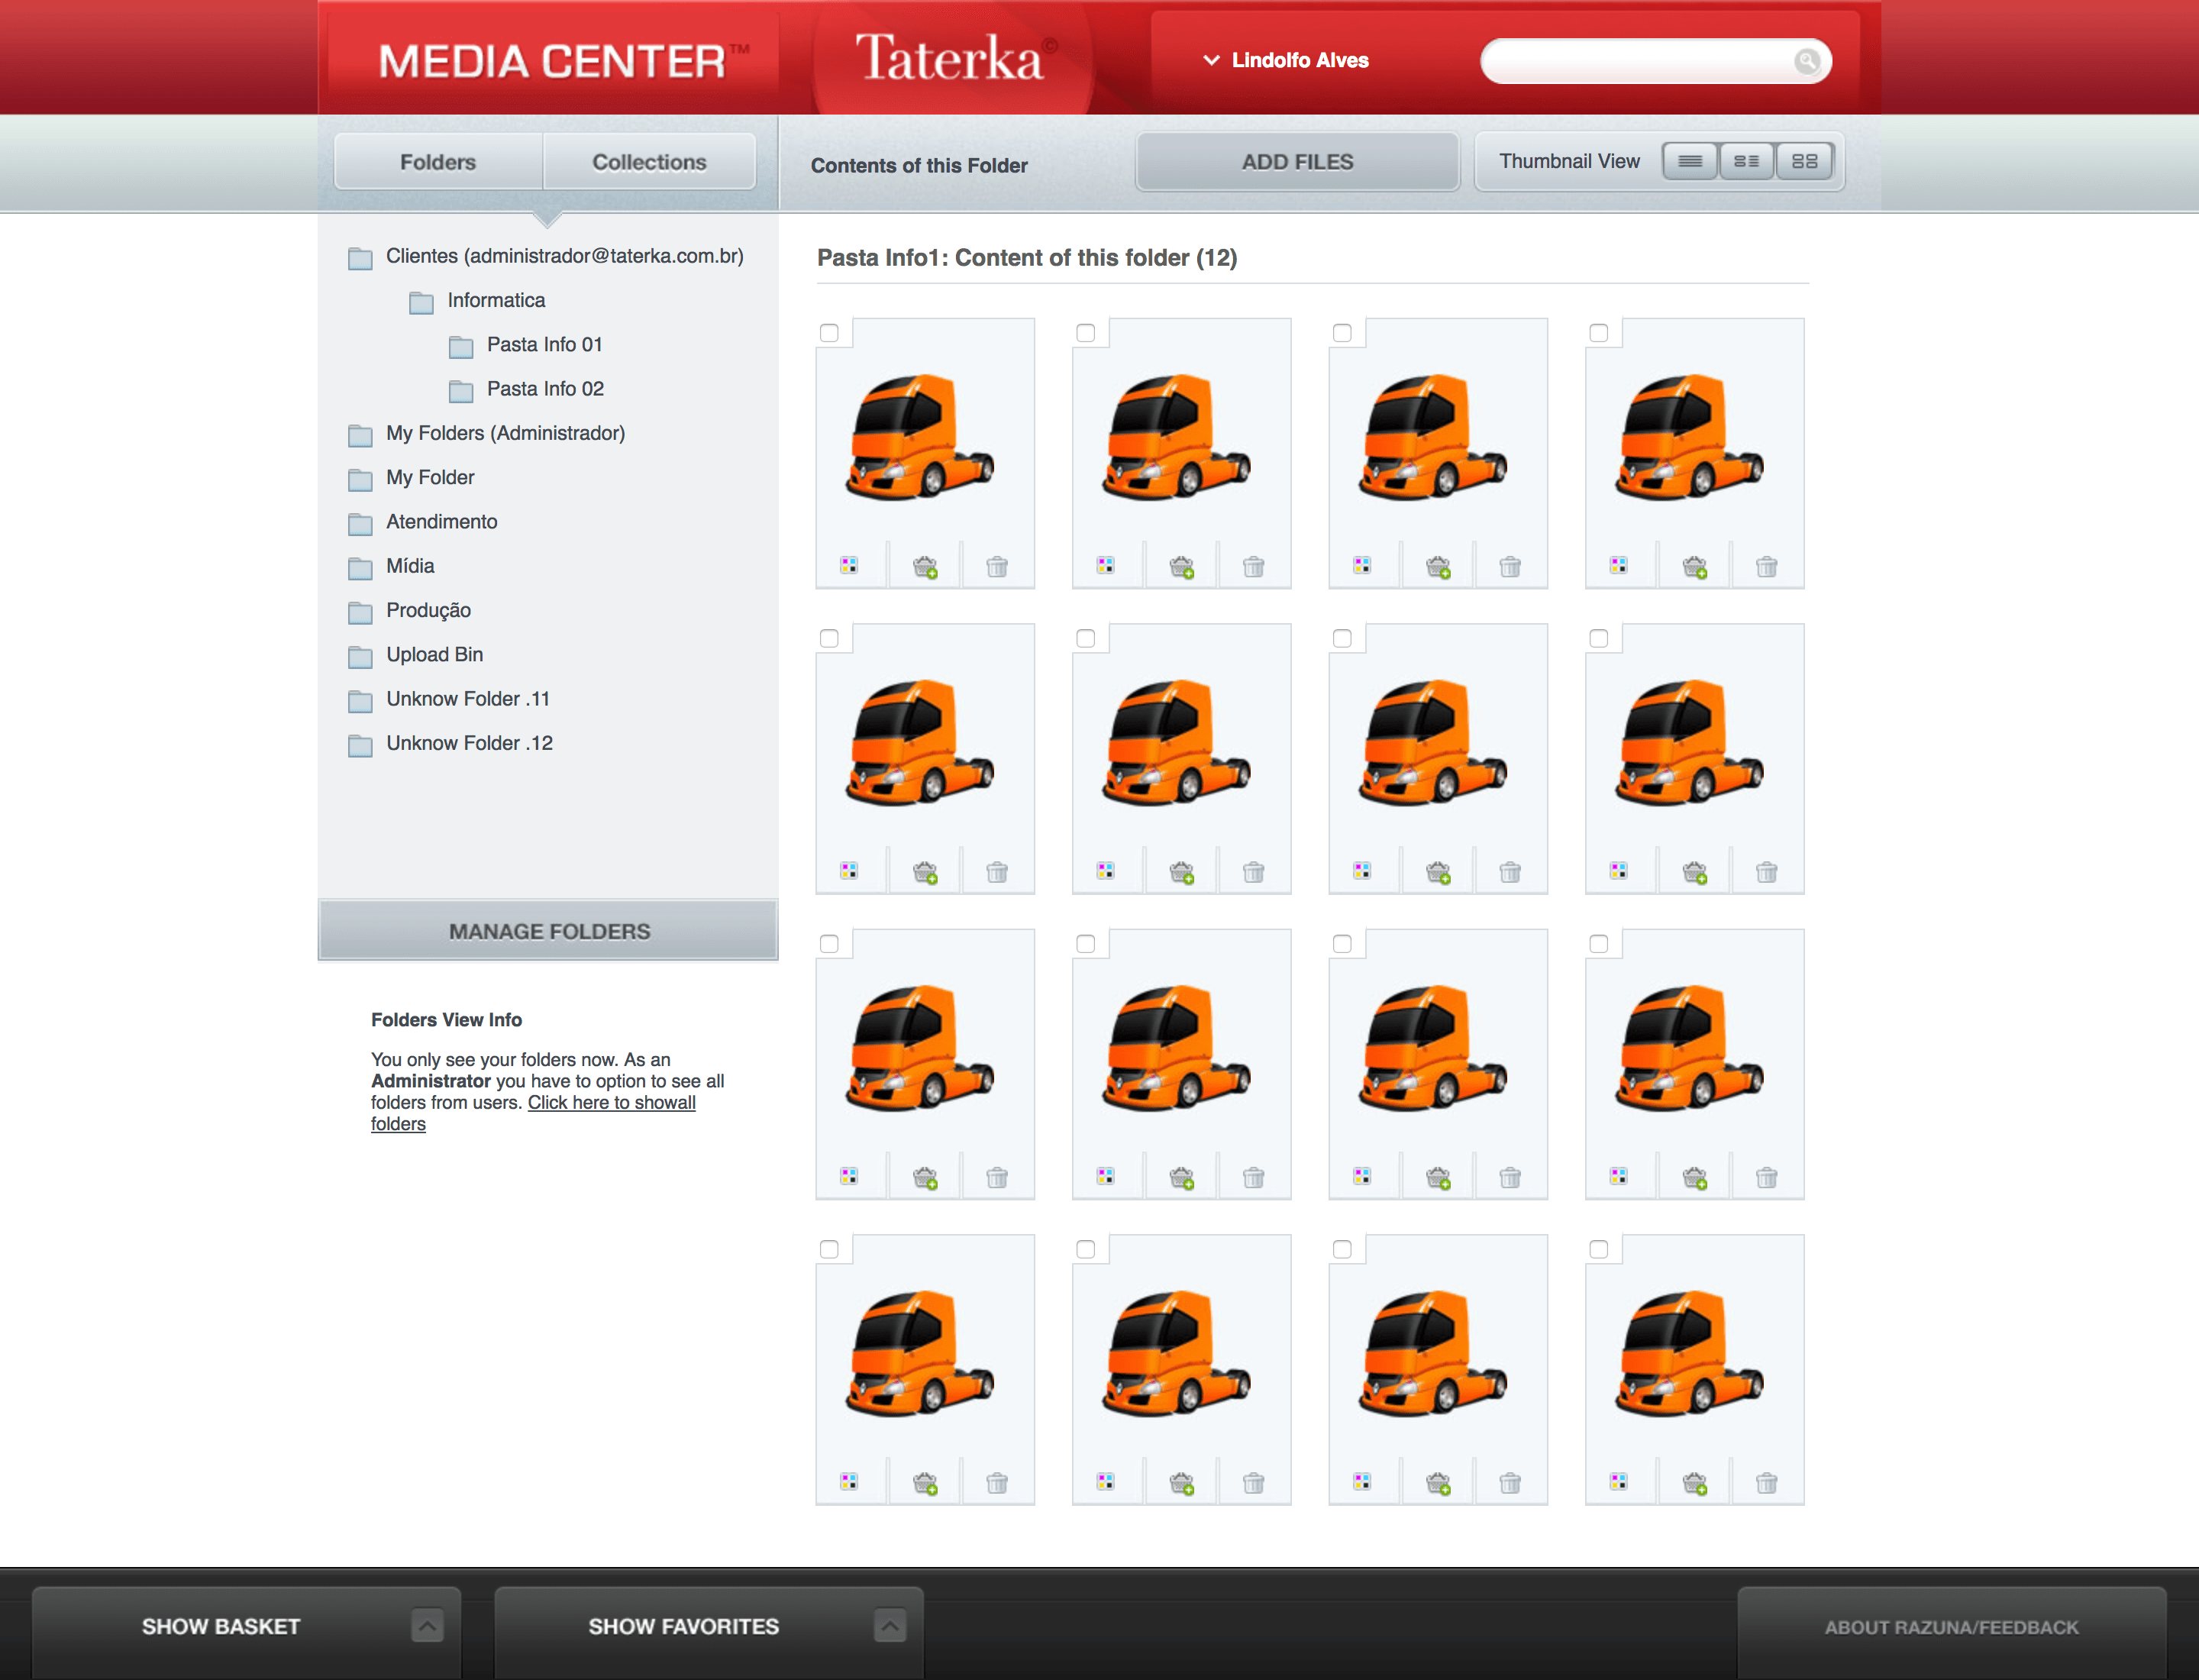 MEDIA CENTER™
Taterka©
Lindolfo Alves
Folders
Collections
Contents of this Folder
ADD FILES
Thumbnail View
Clientes (administrador@taterka.com.br)
Informatica
Pasta Info 01
Pasta Info 02
My Folders (Administrador)
My Folder
Atendimento
Mídia
Produção
Upload Bin
Unknow Folder .11
Unknow Folder .12
MANAGE FOLDERS
Folders View Info
You only see your folders now. As an
Administrator you have to option to see all
folders from users. Click here to showall
folders
Pasta Info1: Content of this folder (12)
SHOW BASKET
SHOW FAVORITES
ABOUT RAZUNA/FEEDBACK